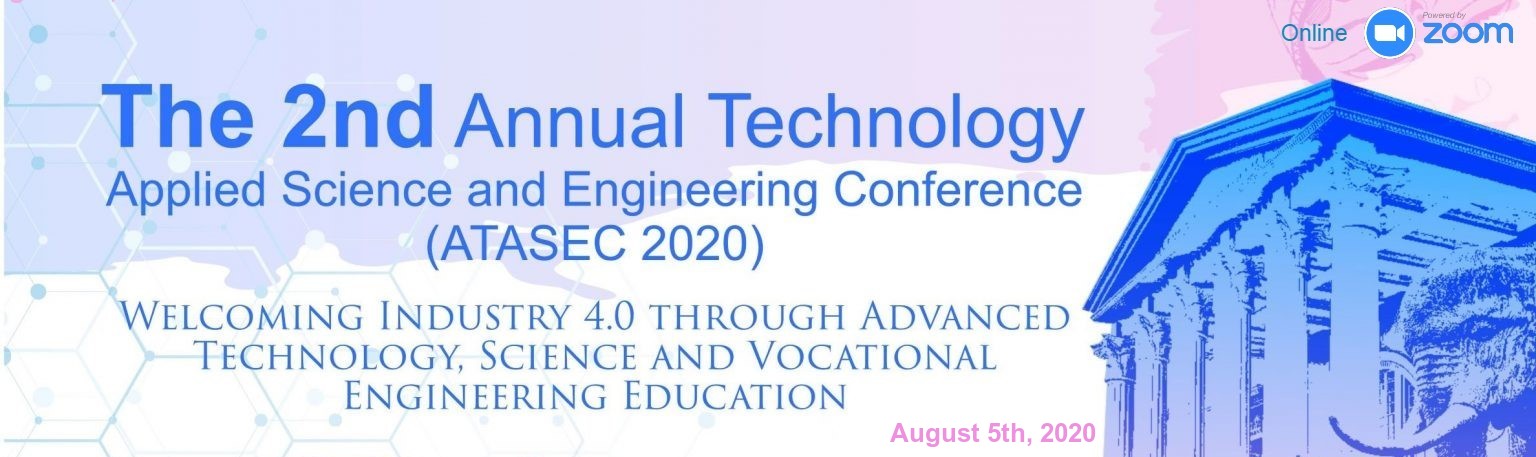 Online
Powered by
zoom
The 2nd Annual Technology
Applied Science and Engineering Conference
(ATASEC 2020)
Welcoming Industry 4.0 through Advanced
Technology, Science and Vocational
Engineering Education
August 5th, 2020